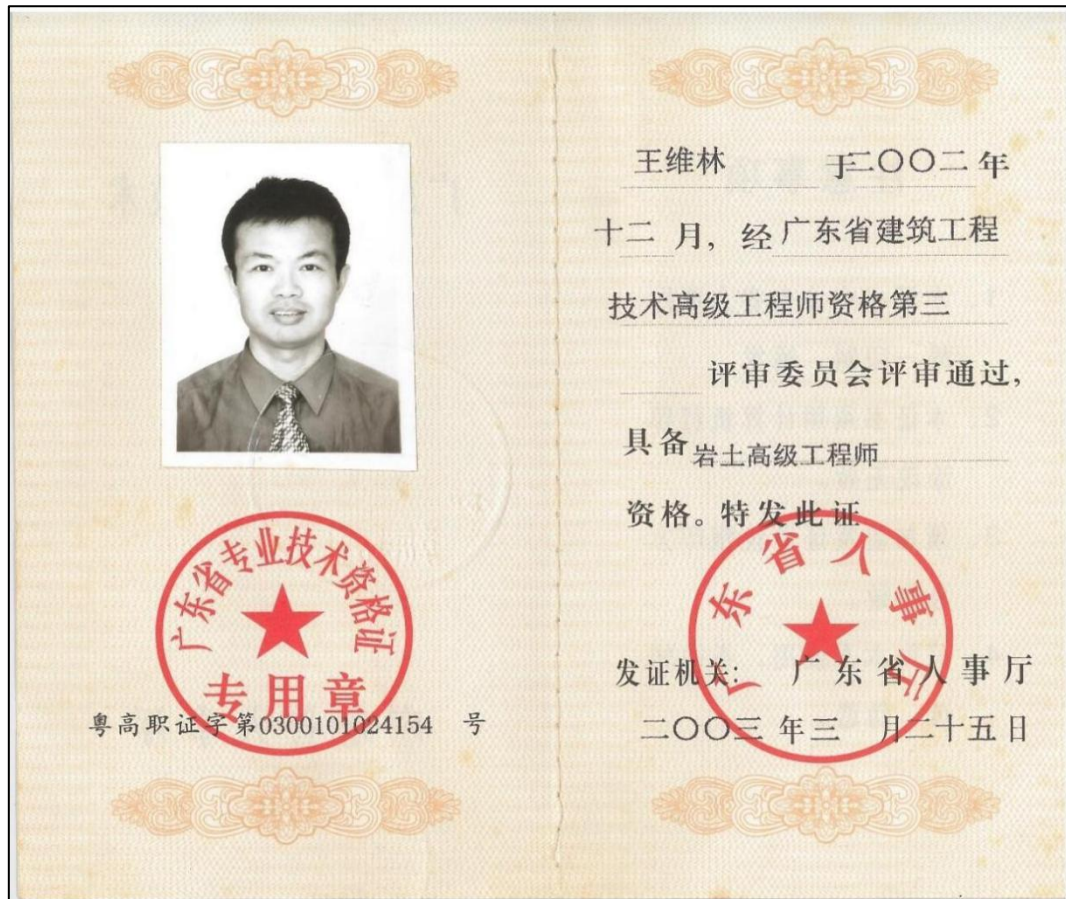 广东省专业技术资格证
专用章
粤高职证字第0300101024154 号
王维林 于二〇〇二年
十二月，经广东省建筑工程
技术高级工程师资格第三
评审委员会评审通过，
具备岩土高级工程师
资格。特发此证
广东省人事厅
发证机关： 广东省人事厅
二〇〇三年三 月二十五日